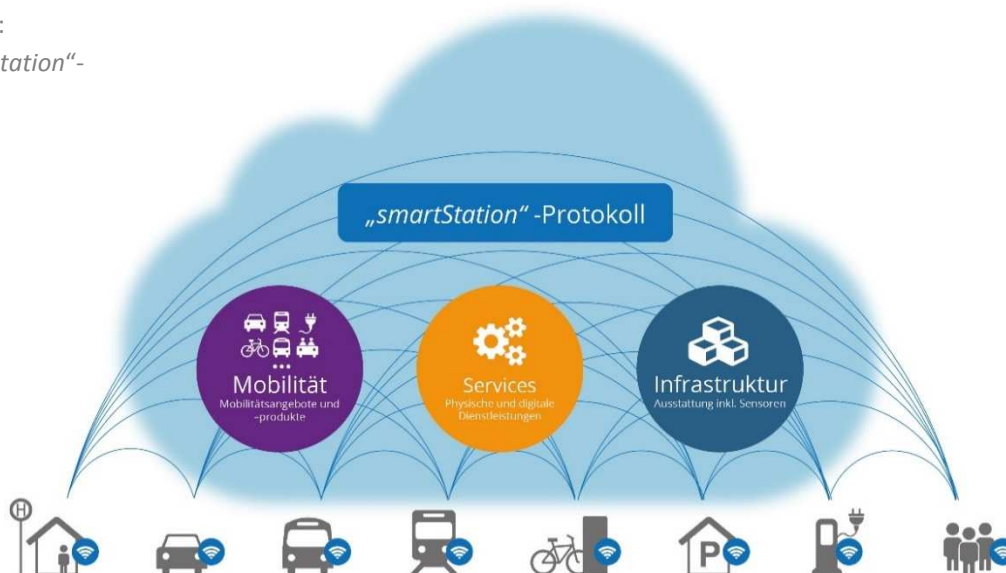 :
tation“-
„smartStation“ -Protokoll
Mobilität
Mobilitätsangebote und
–produkte
Services
Physische und digitale
Dienstleistungen
Infrastruktur
Ausstattung inkl. Sensoren
H
P